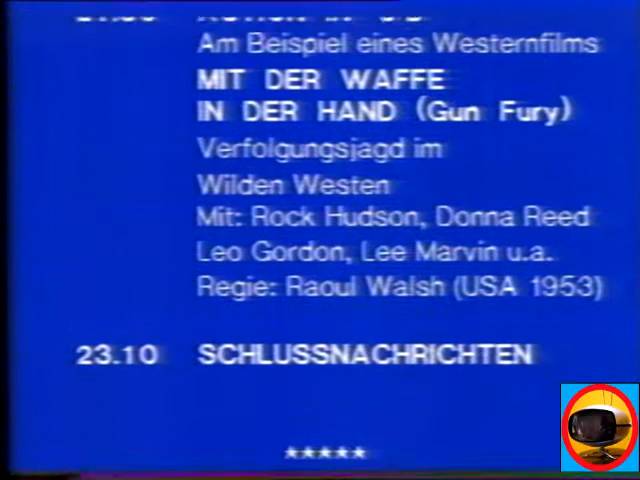 Am Beispiel eines Westernfilms
MIT DER WAFFE
IN DER HAND (Gun Fury)
Verfolgungsjagd im
Wilden Westen
Mit: Rock Hudson, Donna Reed
Leo Gordon, Lee Marvin u.a.
Regie: Raoul Walsh (USA 1953)
23.10 SCHLUSSNACHRICHTEN
*****